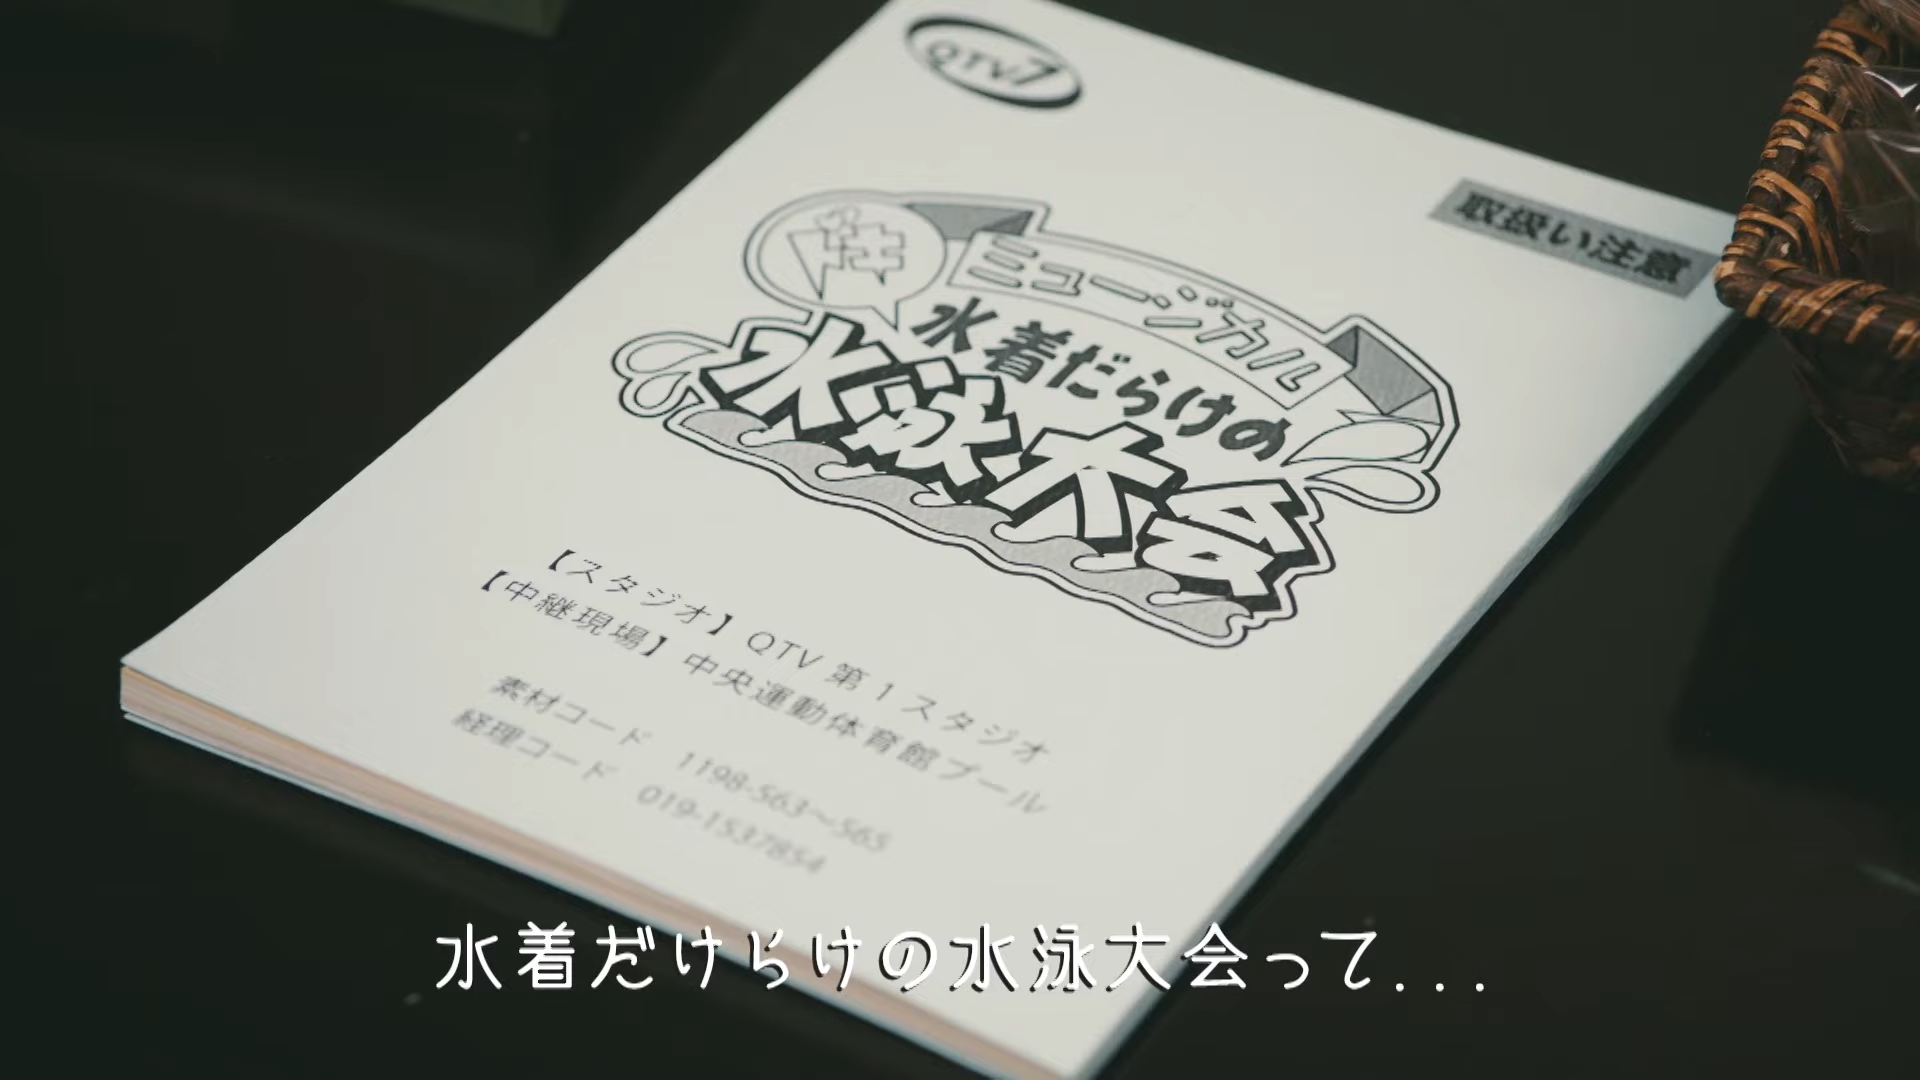 QTV7
取扱い注意
ミュージカル
水着だらけの
水泳大会
【スタジオ】QTV 第1スタジオ
【中継現場】中央運動体育館プール
素材コード 1198-563〜565
経理コード 019-1537854
水着だけらけの水泳大会って...